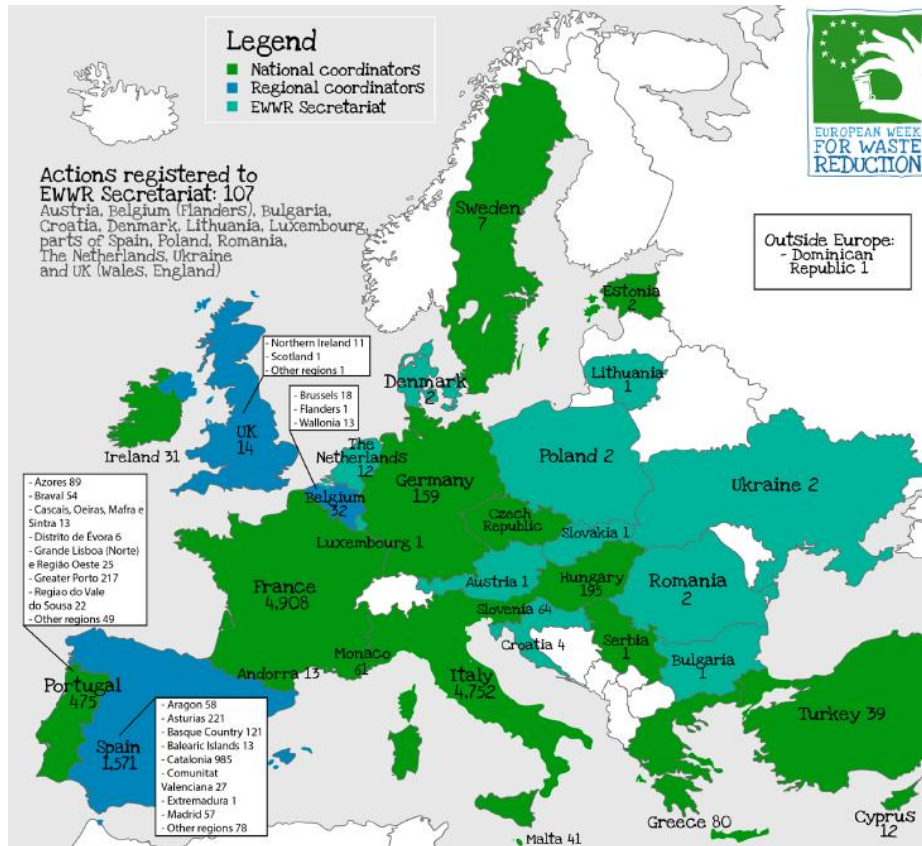 Legend
National coordinators
Regional coordinators
EWWR Secretariat
EUROPEAN WEEK
FOR WASTE
REDUCTION
Actions registered to
EWWR Secretariat: 107
Austria, Belgium (Flanders), Bulgaria,
Croatia, Denmark, Lithuania, Luxembourg,
parts of Spain, Poland, Romania,
The Netherlands, Ukraine
and UK (Wales, England)
Outside Europe:
- Dominican
Republic 1
Sweden
7
Estonia
2
Lithuania
1
Denmark
2
- Northern Ireland 11
- Scotland 1
- Other regions 1
- Brussels 18
- Flanders 1
- Wallonia 13
UK
14
Ireland 31
The
Netherlands
12
Belgium
32
Luxembourg 1
Germany
159
Poland 2
Ukraine 2
Czech
Republic
Slovakia 1
Austria 1
Hungary
195
Romania
2
Slovenia 64
Croatia 4
Serbia
1
Bulgaria
1
France
4,908
Monaco
61
Andorra 13
Italy
4,752
- Azores 89
- Braval 54
- Cascais, Oeiras, Mafra e
Sintra 13
- Distrito de Évora 6
- Grande Lisboa (Norte)
e Região Oeste 25
- Greater Porto 217
- Regiao do Vale
do Sousa 22
- Other regions 49
Portugal
475
Spain
1,571
- Aragon 58
- Asturias 221
- Basque Country 121
- Balearic Islands 13
- Catalonia 985
- Comunitat
Valenciana 27
- Extremadura 1
- Madrid 57
- Other regions 78
Turkey 39
Greece 80
Cyprus
12
Malta 41